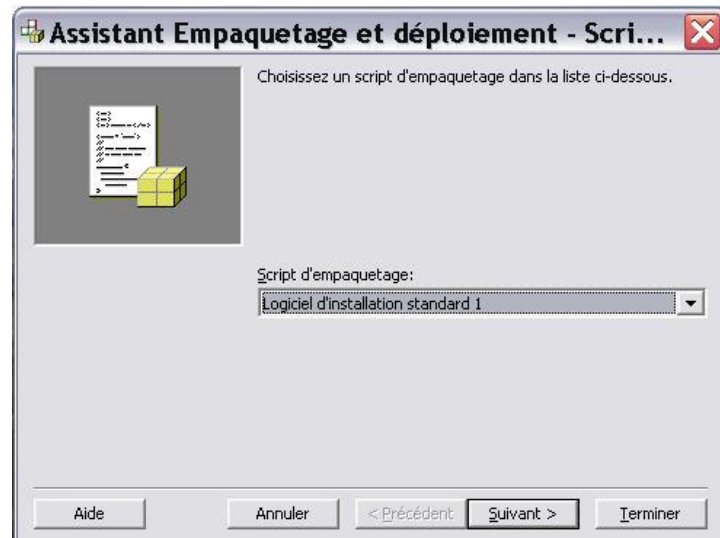 Assistant Empaquetage et déploiement - Scri...
Choisissez un script d'empaquetage dans la liste ci-dessous.
Script d'empaquetage:
Logiciel d'installation standard 1
Aide
Annuler
< Précédent
Suivant >
Terminer